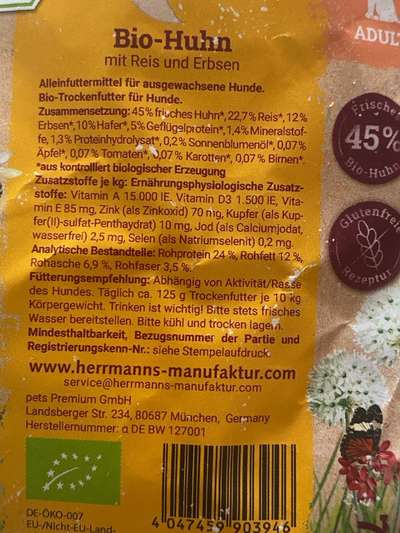 Bio-Huhn
mit Reis und Erbsen
ADULT
Alleinfuttermittel für ausgewachsene Hunde.
Bio-Trockenfutter für Hunde.
Zusammensetzung: 45% frisches Huhn*, 22,7% Reis*, 12%
Erbsen*, 10% Hafer*, 5% Geflügelprotein*, 1,4% Mineralstof-
fe, 1,3% Proteinhydrolysat*, 0,2% Sonnenblumenöl*, 0,07%
Äpfel*, 0,07% Tomaten*, 0,07% Karotten*, 0,07% Birnen*.
*aus kontrolliert biologischer Erzeugung
Zusatzstoffe je kg: Ernährungsphysiologische Zusatz-
stoffe: Vitamin A 15.000 IE, Vitamin D3 1.500 IE, Vita-
min E 85 mg, Zink (als Zinkoxid) 70 mg, Kupfer (als Kup-
fer(II)-sulfat-Penthaydrat) 10 mg, Jod (als Calciumjodat,
wasserfrei) 2,5 mg, Selen (als Natriumselenit) 0,2 mg.
Analytische Bestandteile: Rohprotein 24 %, Rohfett 12 %,
Rohasche 6,9 %, Rohfaser 3,5 %.
Fütterungsempfehlung: Abhängig von Aktivität/Rasse
des Hundes. Täglich ca. 125 g Trockenfutter je 10 kg
Körpergewicht. Trinken ist wichtig! Bitte stets frisches
Wasser bereitstellen. Bitte kühl und trocken lagern.
Mindesthaltbarkeit, Bezugsnummer der Partie und
Registrierungskenn-Nr.: siehe Stempelaufdruck.
www.herrmanns-manufaktur.com
service@herrmanns-manufaktur.com
pets Premium GmbH
Landsberger Str. 234, 80687 München, Germany
Herstellernummer: α DE BW 127001
DE-ÖKO-007
EU-/Nicht-EU-Land-
4 047459 903946
Frisches
45%
Bio-Huhn
Glutenfreie
Rezeptur